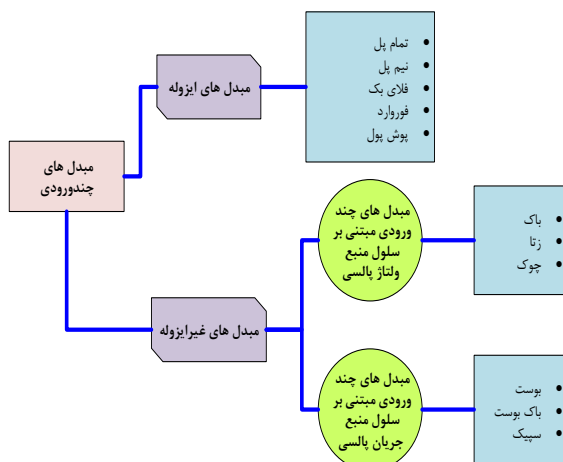 مبدل های
چندورودی
مبدل های ایزوله
تمام پل
نیم پل
فلای بک
فوروارد
پوش پول
مبدل های غیرایزوله
مبدل های چند
ورودی مبتنی بر
سلول منبع
ولتاژ پالسی
باک
زتا
چوک
مبدل های چند
ورودی مبتنی بر
سلول منبع
جریان پالسی
بوست
باک بوست
سپیک